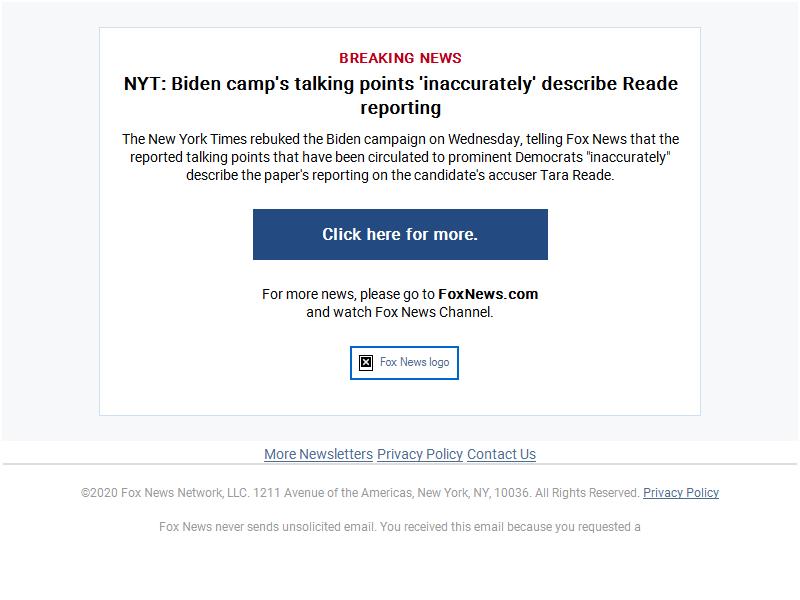 BREAKING NEWS
NYT: Biden camp's talking points 'inaccurately' describe Reade
reporting
The New York Times rebuked the Biden campaign on Wednesday, telling Fox News that the
reported talking points that have been circulated to prominent Democrats "inaccurately"
describe the paper's reporting on the candidate's accuser Tara Reade.
Click here for more.
For more news, please go to FoxNews.com
and watch Fox News Channel.
Fox News logo
More Newsletters Privacy Policy Contact Us
©2020 Fox News Network, LLC. 1211 Avenue of the Americas, New York, NY, 10036. All Rights Reserved. Privacy Policy
Fox News never sends unsolicited email. You received this email because you requested a